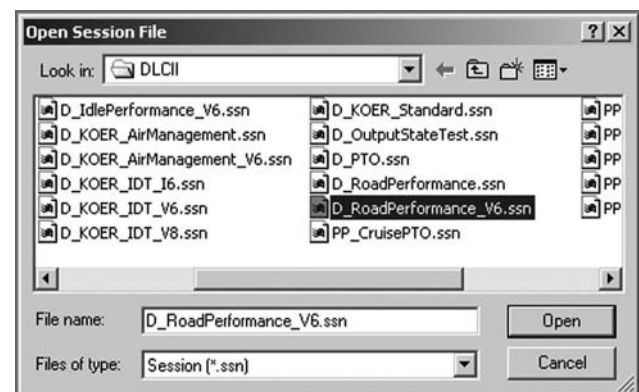 Open Session File
Look in: DLCII
D_IdlePerformance_V6.ssn
D_KOER_AirManagement.ssn
D_KOER_AirManagement_V6.ssn
D_KOER_IDT_I6.ssn
D_KOER_IDT_V6.ssn
D_KOER_IDT_V8.ssn
D_KOER_Standard.ssn
D_OutputStateTest.ssn
D_PTO.ssn
D_RoadPerformance.ssn
D_RoadPerformance_V6.ssn
PP_CruisePTO.ssn
PP
PP
PP
PP
PP
File name: D_RoadPerformance_V6.ssn Open
Files of type: Session (*.ssn) Cancel